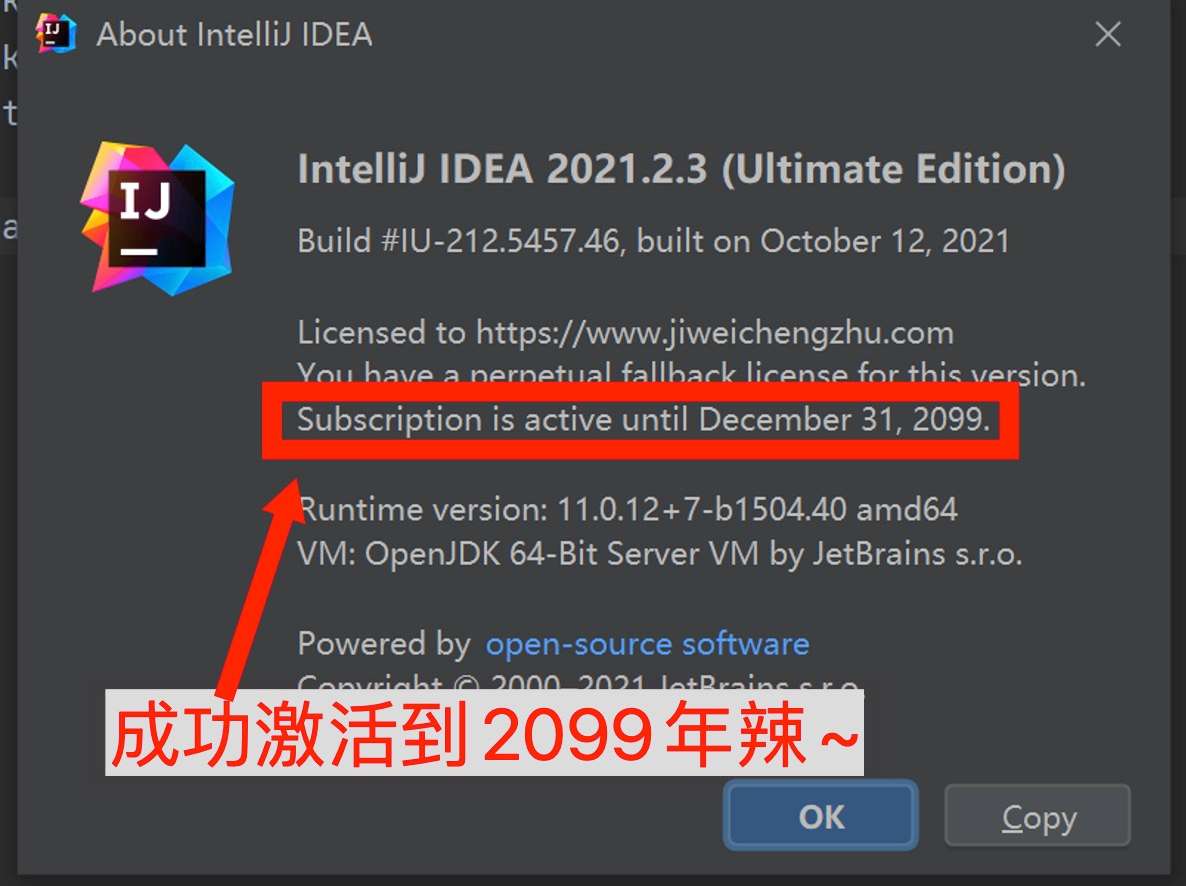 About IntelliJ IDEA
IJ
IntelliJ IDEA 2021.2.3 (Ultimate Edition)
Build #IU-212.5457.46, built on October 12, 2021
Licensed to https://www.jiweichengzhu.com
You have a perpetual fallback license for this version.
Subscription is active until December 31, 2099.
Runtime version: 11.0.12+7-b1504.40 amd64
VM: OpenJDK 64-Bit Server VM by JetBrains s.r.o.
Powered by open-source software
Copyright © 2000–2021 JetBrains s.r.o.
成功激活到2099年辣~
OK
Copy